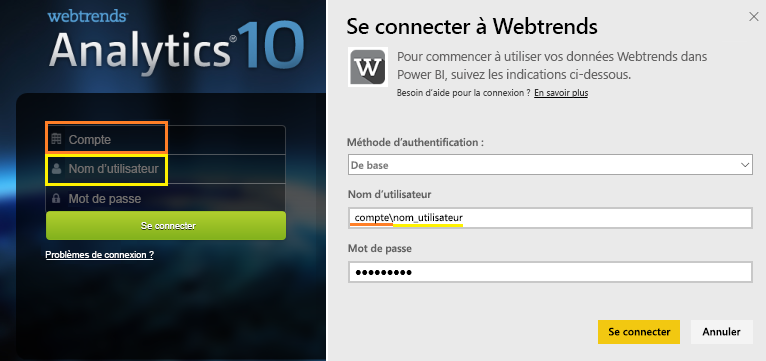 webtrends
Analytics® 10
Compte
Nom d'utilisateur
Mot de passe
Se connecter
Problèmes de connexion ?
Se connecter à Webtrends
W
Pour commencer à utiliser vos données Webtrends dans
Power BI, suivez les indications ci-dessous.
Besoin d'aide pour la connexion ? En savoir plus
Méthode d'authentification :
De base
Nom d'utilisateur
compte\nom_utilisateur
Mot de passe
Se connecter
Annuler